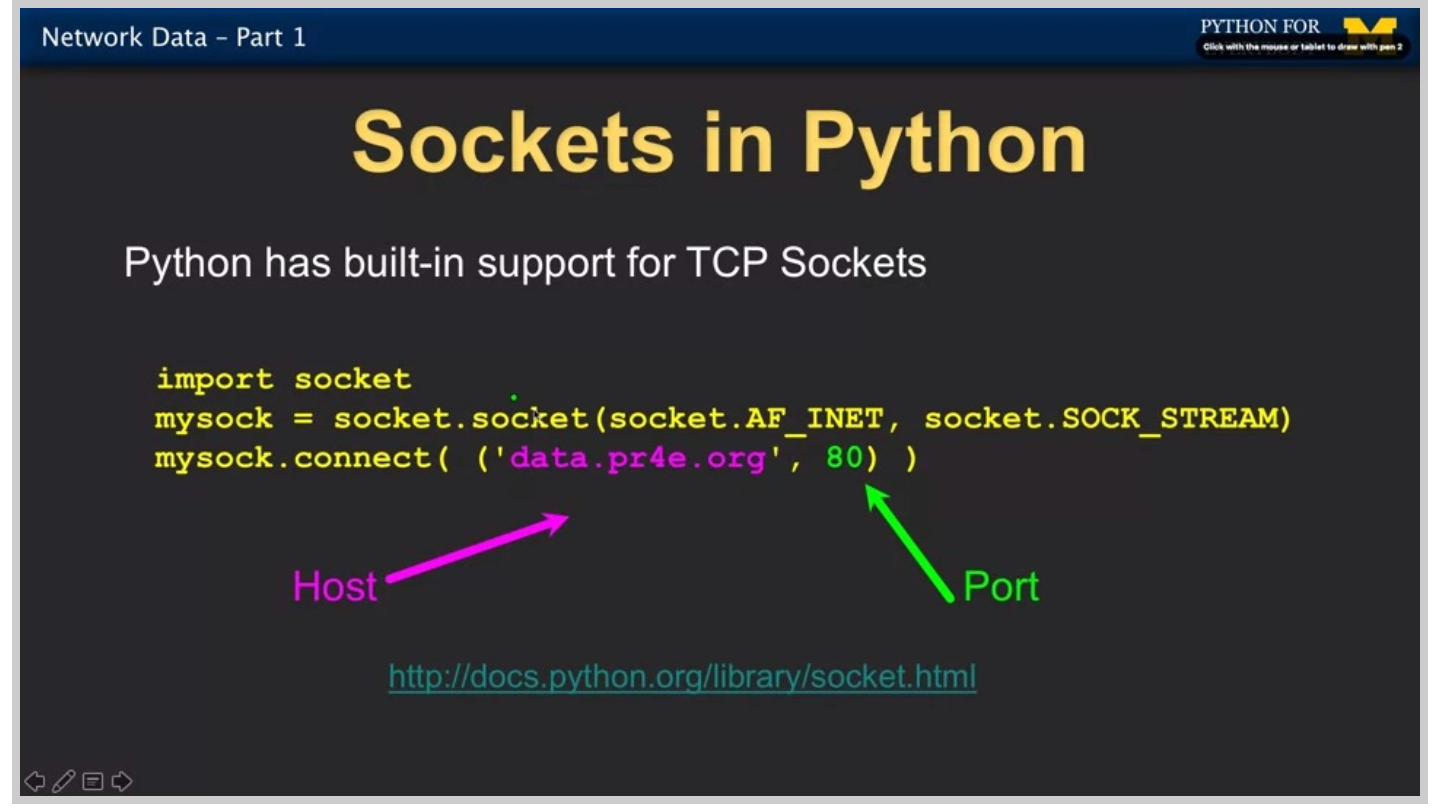 Network Data – Part 1
PYTHON FOR
Click with the mouse or tablet to draw with pen 2
Sockets in Python
Python has built-in support for TCP Sockets
import socket
mysock = socket.socket(socket.AF_INET, socket.SOCK_STREAM)
mysock.connect( ('data.pr4e.org', 80) )
Host
Port
http://docs.python.org/library/socket.html